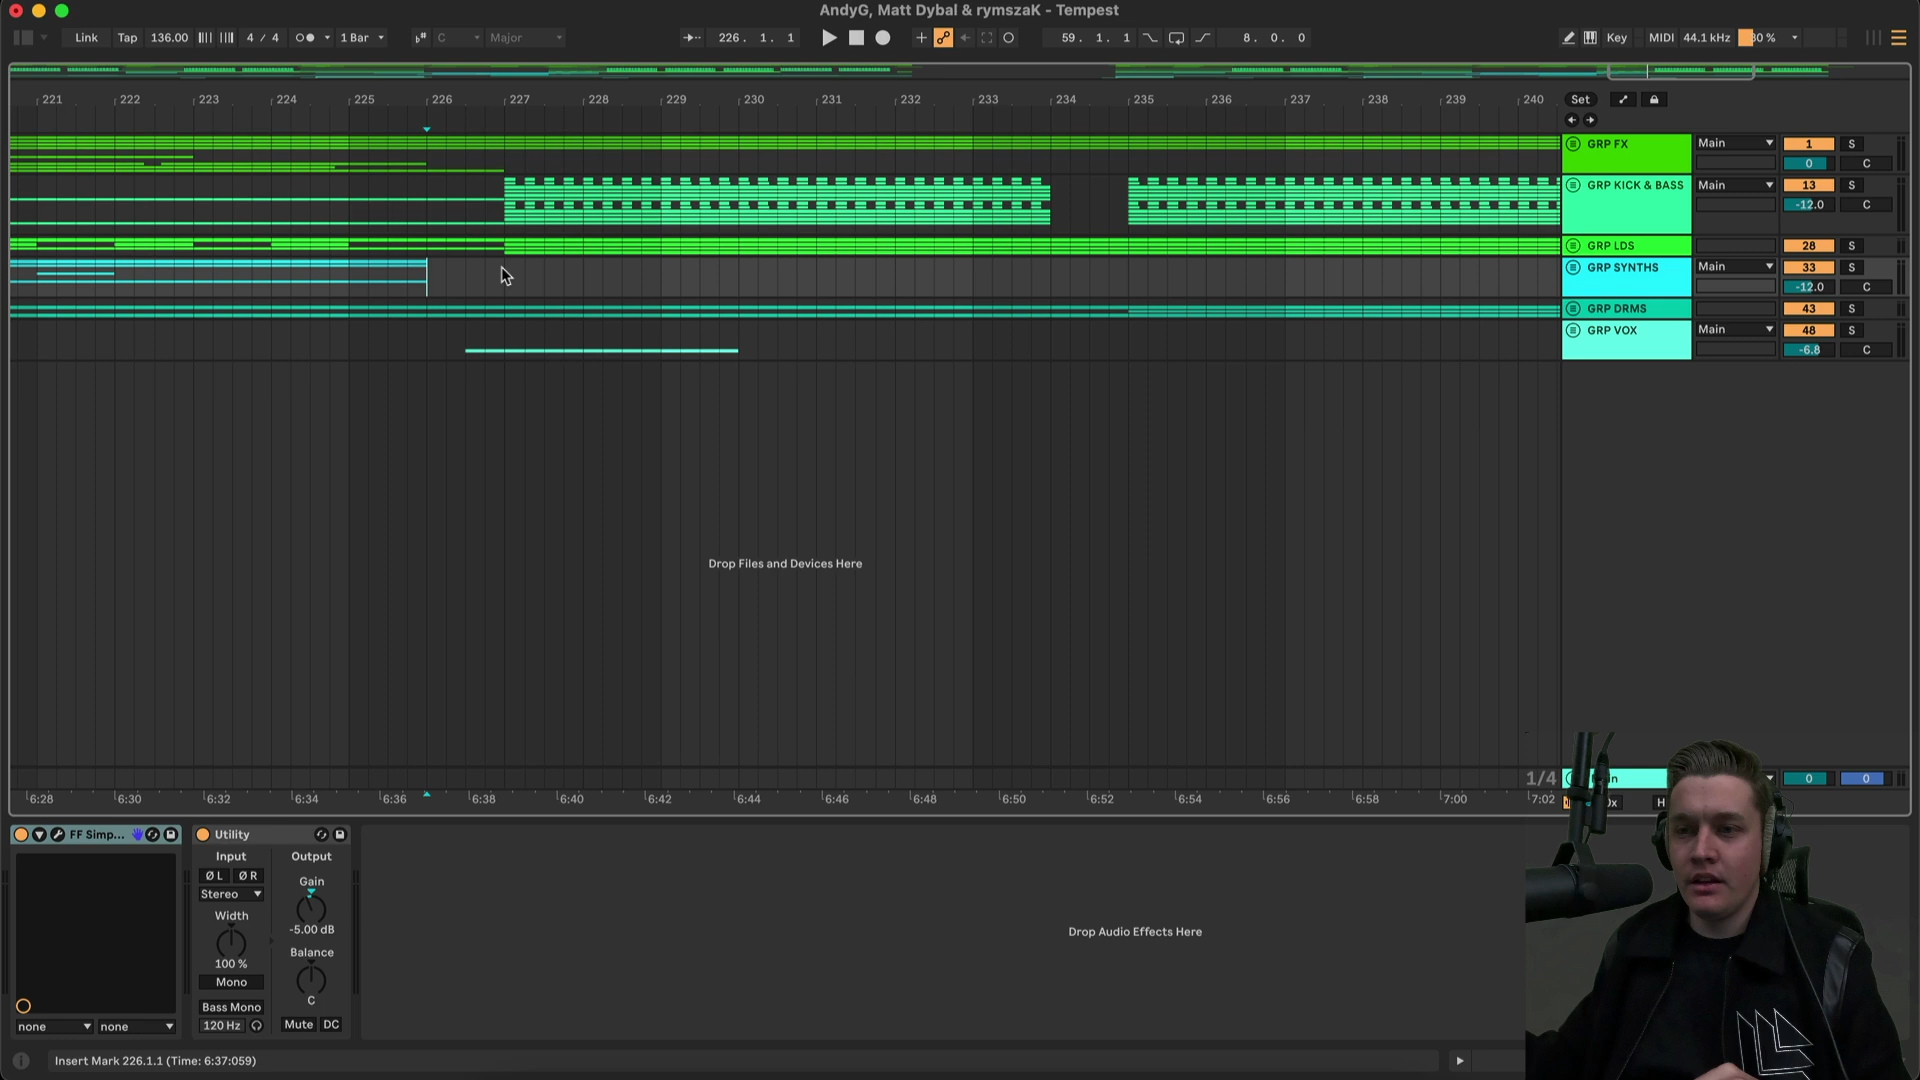 AndyG, Matt Dybal & rymszaK - Tempest
Link Tap 136.00 4 / 4 1 Bar C Major 226. 1. 1 59. 1. 1 8. 0. 0 Key MIDI 44.1 kHz 30 %
221 222 223 224 225 226 227 228 229 230 231 232 233 234 235 236 237 238 239 240 Set
GRP FX Main 1 S
0 C
GRP KICK & BASS Main 13 S
-12.0 C
GRP LDS 28 S
GRP SYNTHS Main 33 S
-12.0 C
GRP DRMS 43 S
GRP VOX Main 48 S
-6.8 C
Drop Files and Devices Here
1/4 0 0
6:28 6:30 6:32 6:34 6:36 6:38 6:40 6:42 6:44 6:46 6:48 6:50 6:52 6:54 6:56 6:58 7:00 7:02 H
FF Simp... Utility
Input Output
Ø L Ø R Gain
Stereo
Width -5.00 dB
Balance
100 %
Mono C
Bass Mono
120 Hz Mute DC
none none
Drop Audio Effects Here
Insert Mark 226.1.1 (Time: 6:37:059)